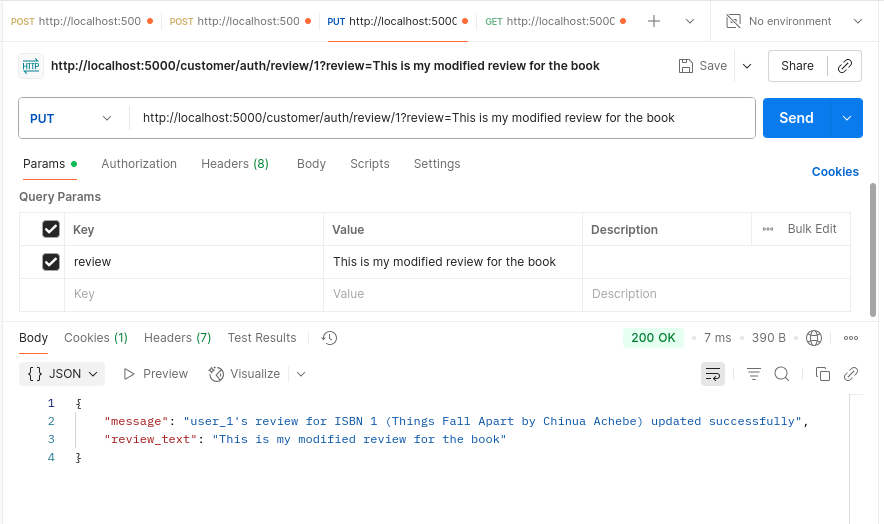 POST http://localhost:500 POST http://localhost:500 PUT http://localhost:5000 GET http://localhost:5000 No environment
HTTP http://localhost:5000/customer/auth/review/1?review=This is my modified review for the book Save Share
PUT http://localhost:5000/customer/auth/review/1?review=This is my modified review for the book Send
Params Authorization Headers (8) Body Scripts Settings Cookies
Query Params
Key Value Description Bulk Edit
review This is my modified review for the book
Key Value Description
Body Cookies (1) Headers (7) Test Results 200 OK 7 ms 390 B
{} JSON Preview Visualize
1 {
2 "message": "user_1's review for ISBN 1 (Things Fall Apart by Chinua Achebe) updated successfully",
3 "review_text": "This is my modified review for the book"
4 }